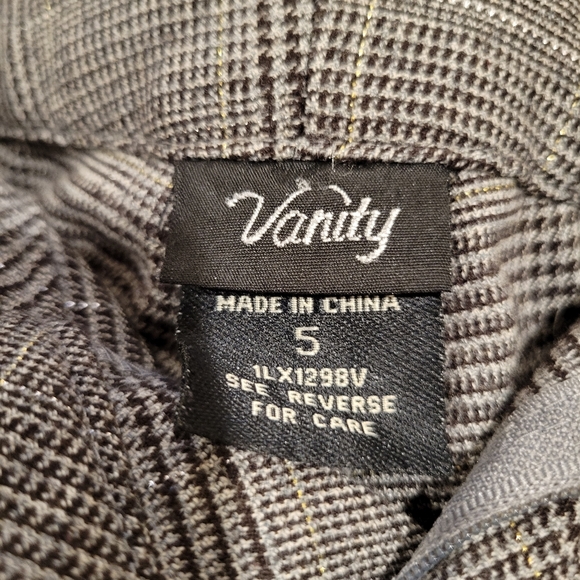 Vanity
MADE IN CHINA
5
1LX1298V
SEE REVERSE
FOR CARE